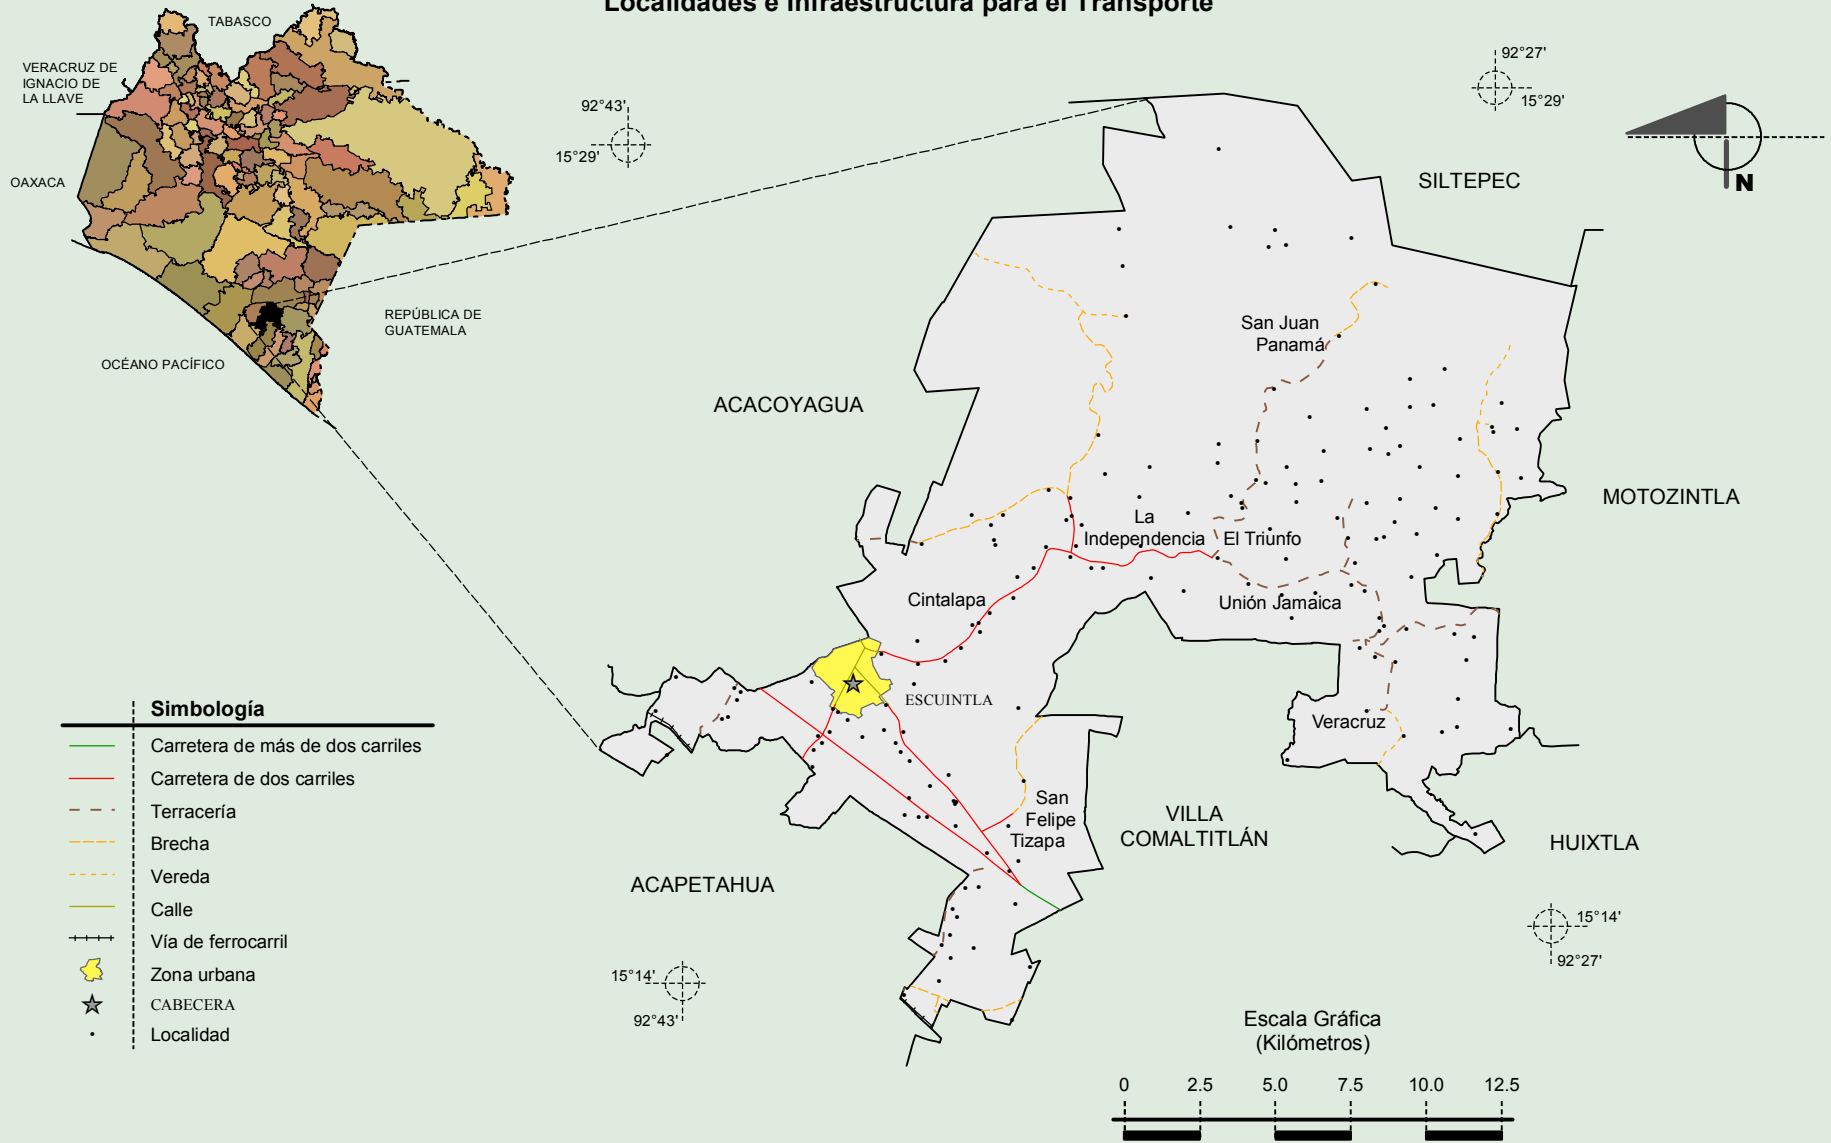 Localidades e Infraestructura para el Transporte
TABASCO
VERACRUZ DE
IGNACIO DE
LA LLAVE
OAXACA
REPÚBLICA DE
GUATEMALA
OCÉANO PACÍFICO
92°43'
15°29'
92°27'
15°29'
N
SILTEPEC
San Juan
Panamá
ACACOYAGUA
MOTOZINTLA
La
Independencia
El Triunfo
Cintalapa
Unión Jamaica
ESCUINTLA
Veracruz
San
Felipe
Tizapa
VILLA
COMALTITLÁN
HUIXTLA
ACAPETAHUA
Simbología
Carretera de más de dos carriles
Carretera de dos carriles
Terracería
Brecha
Vereda
Calle
Vía de ferrocarril
Zona urbana
CABECERA
Localidad
15°14'
92°43'
15°14'
92°27'
Escala Gráfica
(Kilómetros)
0 2.5 5.0 7.5 10.0 12.5